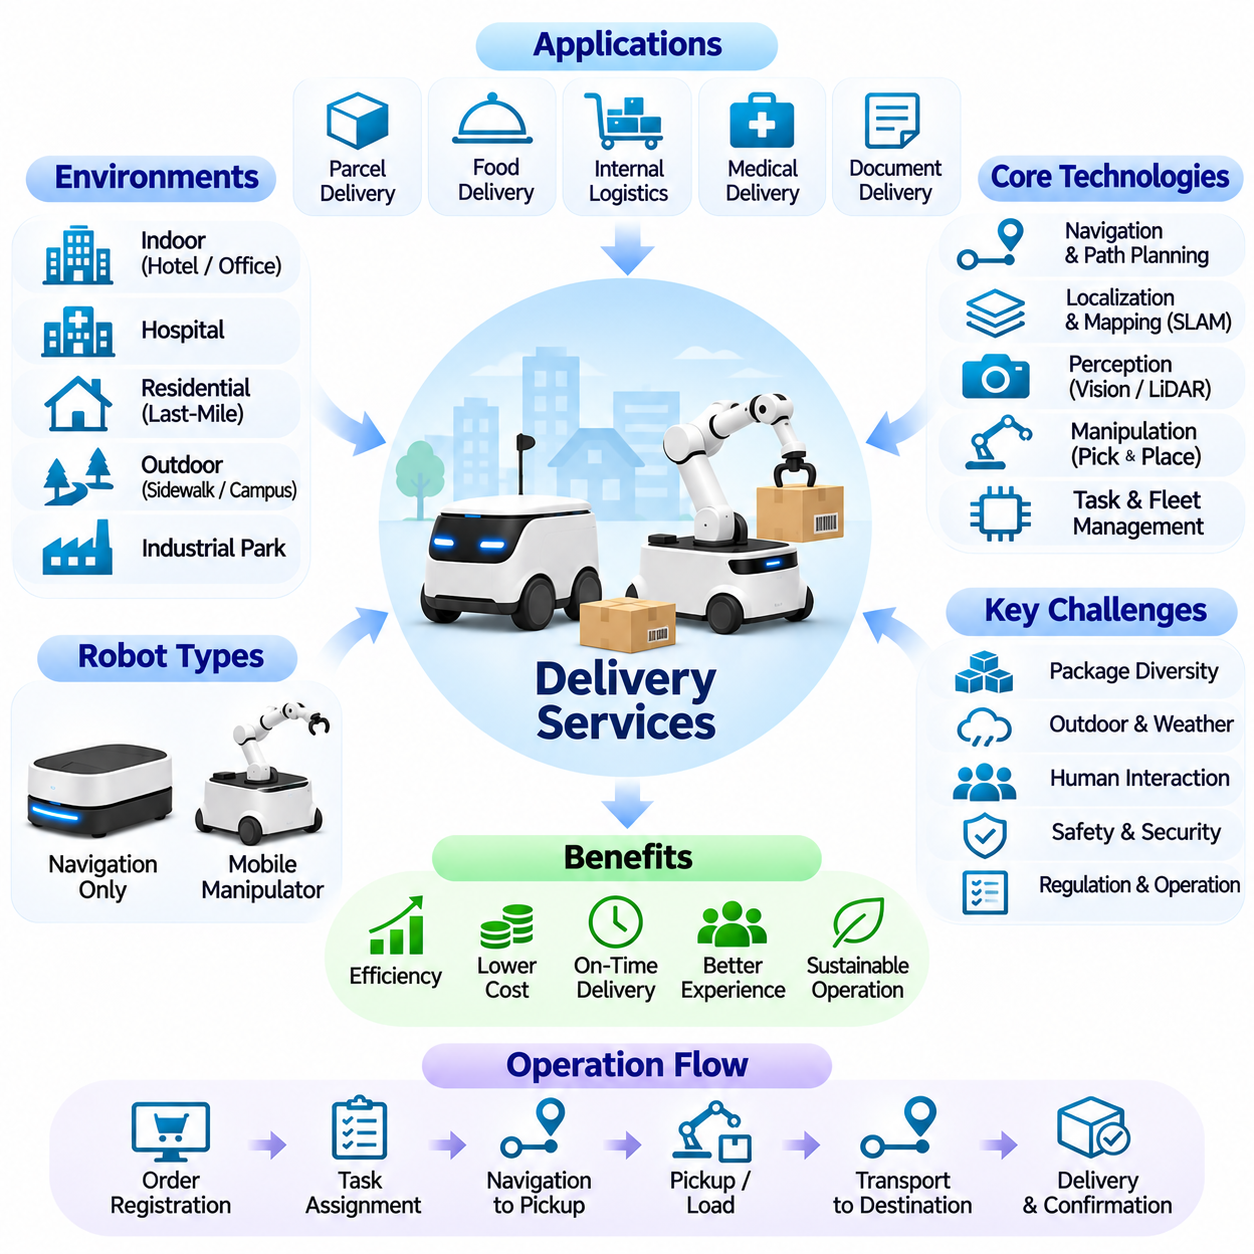 Applications
Parcel
Delivery
Food
Delivery
Internal
Logistics
Medical
Delivery
Document
Delivery
Environments
Indoor
(Hotel / Office)
Hospital
Residential
(Last-Mile)
Outdoor
(Sidewalk / Campus)
Industrial Park
Core Technologies
Navigation
& Path Planning
Localization
& Mapping (SLAM)
Perception
(Vision / LiDAR)
Manipulation
(Pick & Place)
Task & Fleet
Management
Delivery
Services
Robot Types
Navigation
Only
Mobile
Manipulator
Key Challenges
Package Diversity
Outdoor & Weather
Human Interaction
Safety & Security
Regulation & Operation
Benefits
Efficiency
Lower
Cost
On-Time
Delivery
Better
Experience
Sustainable
Operation
Operation Flow
Order
Registration
Task
Assignment
Navigation
to Pickup
Pickup /
Load
Transport
to Destination
Delivery
& Confirmation